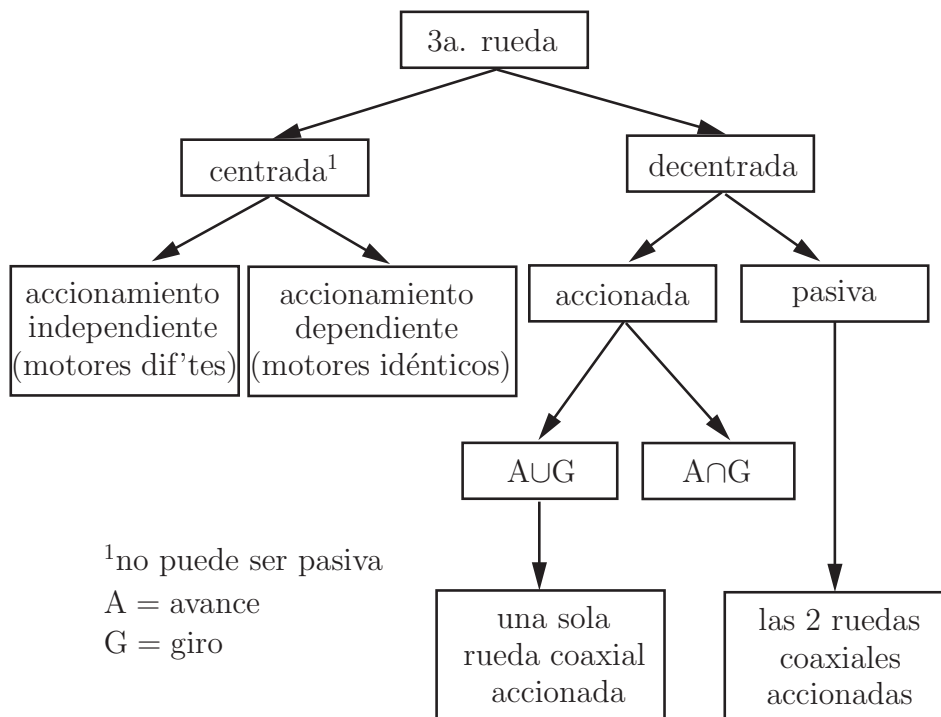 3a. rueda
centrada¹
decentrada
accionamiento
independiente
(motores dif’tes)
accionamiento
dependiente
(motores idénticos)
accionada
pasiva
A∪G
A∩G
¹no puede ser pasiva
A = avance
G = giro
una sola
rueda coaxial
accionada
las 2 ruedas
coaxiales
accionadas